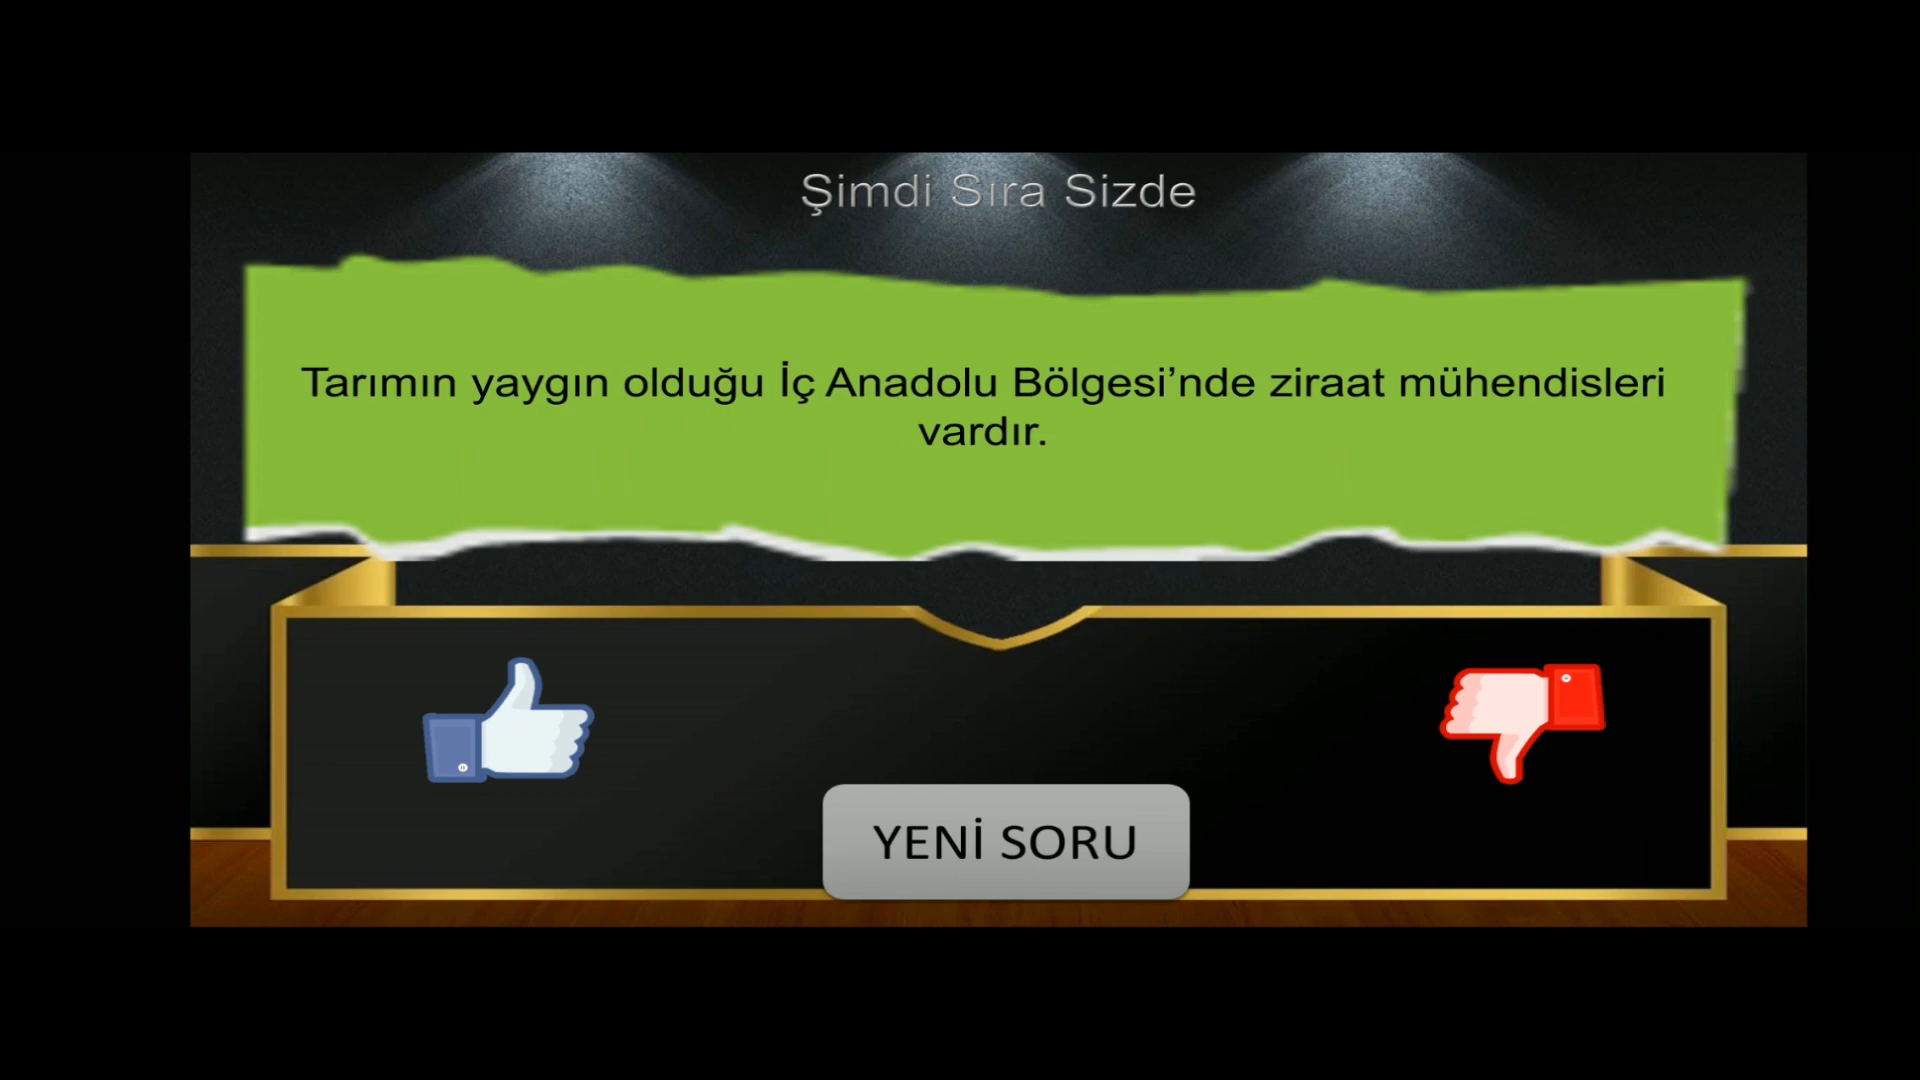 Şimdi Sıra Sizde
Tarımın yaygın olduğu İç Anadolu Bölgesi’nde ziraat mühendisleri
vardır.
YENİ SORU